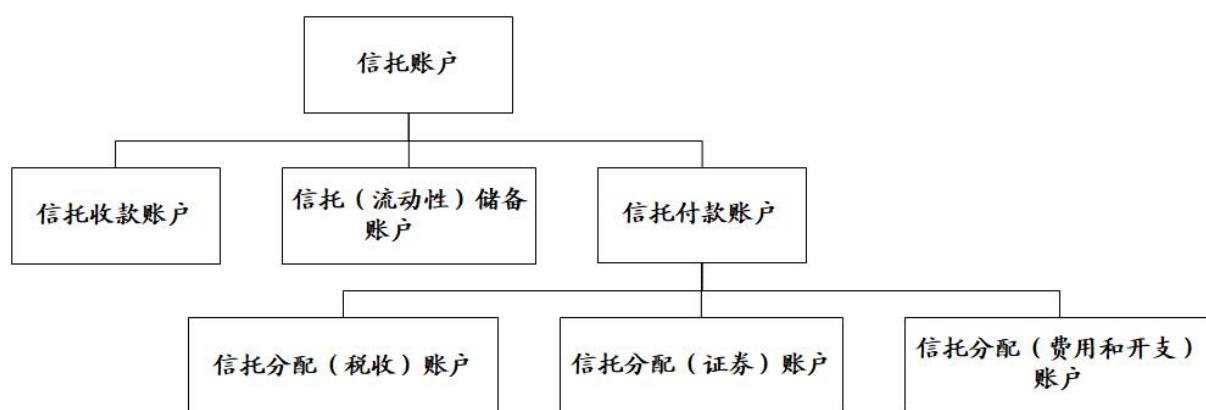 信托账户
信托收款账户
信托（流动性）储备
账户
信托付款账户
信托分配（税收）账户
信托分配（证券）账户
信托分配（费用和开支）
账户